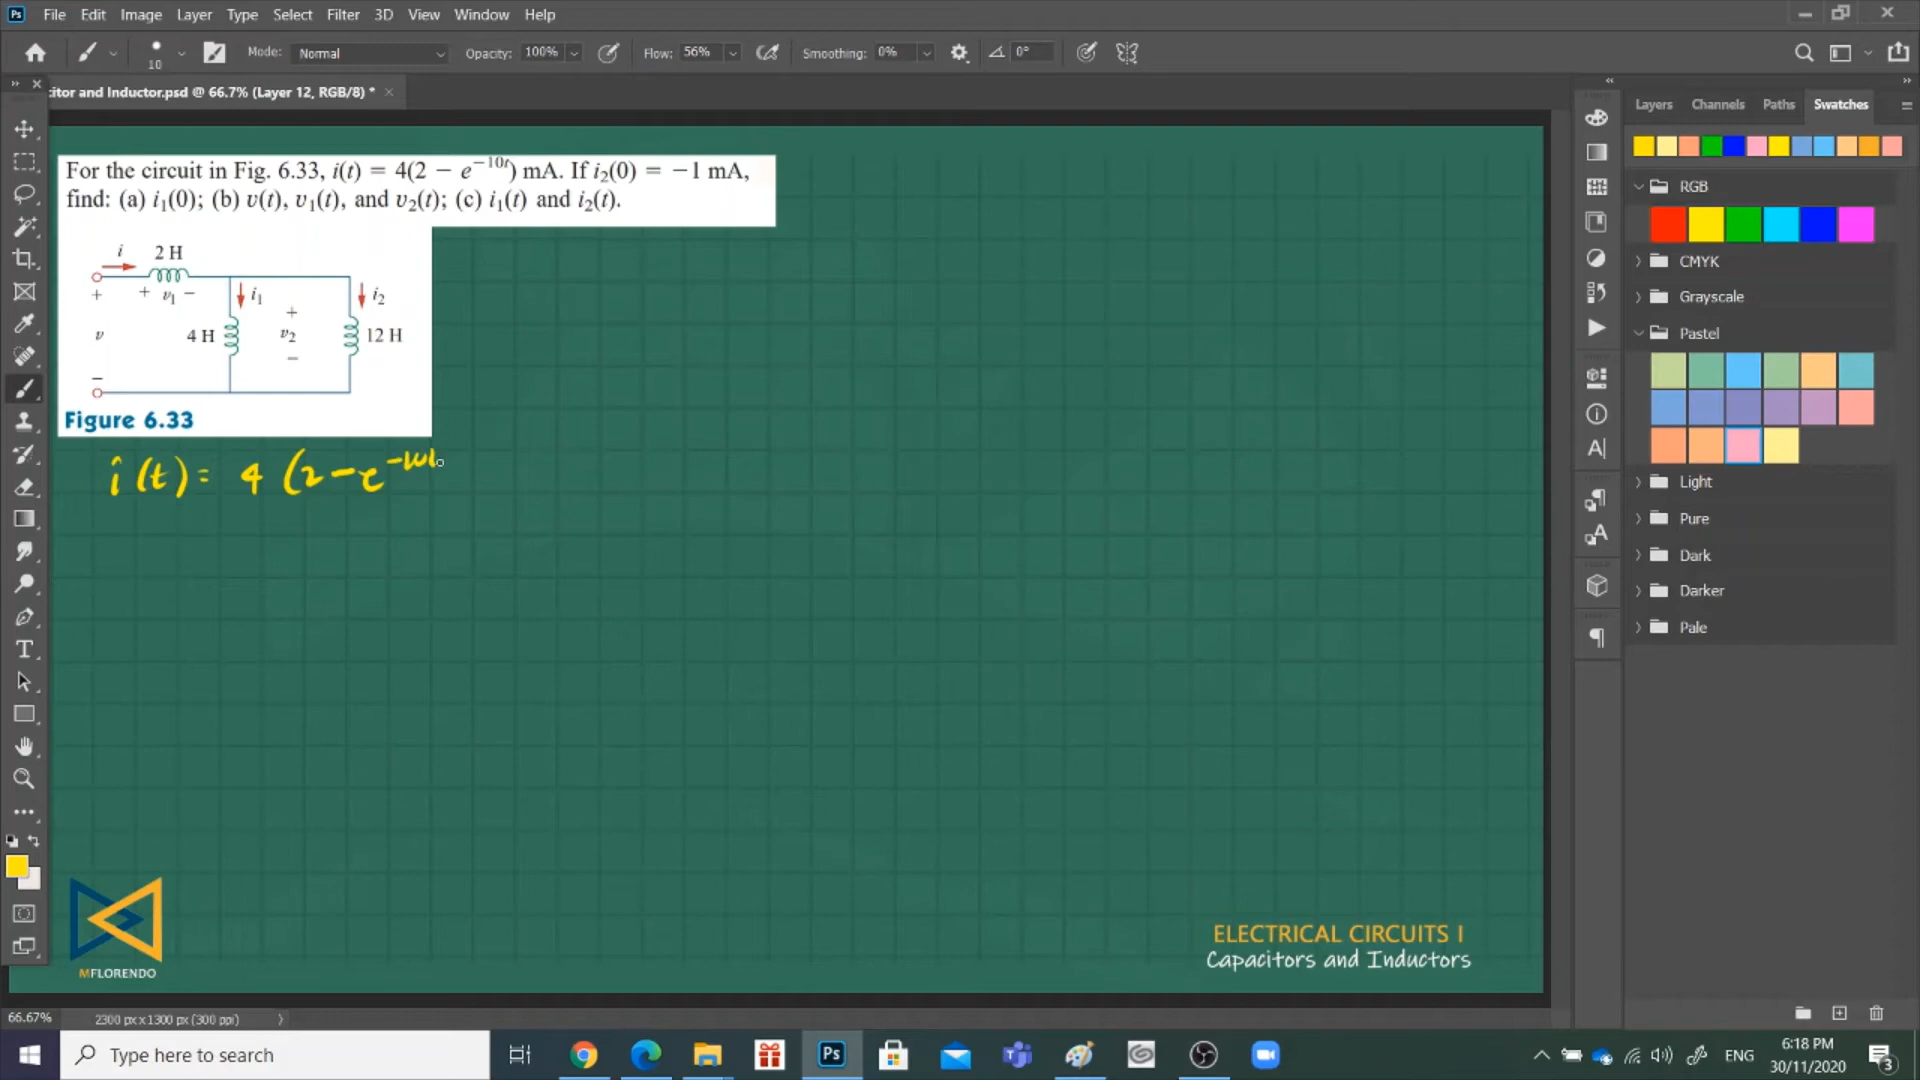 Ps File Edit Image Layer Type Select Filter 3D View Window Help
10 Mode: Normal Opacity: 100% Flow: 56% Smoothing: 0% 0°
itor and Inductor.psd @ 66.7% (Layer 12, RGB/8) * ×
Layers Channels Paths Swatches
For the circuit in Fig. 6.33, i(t) = 4(2 − e⁻¹⁰ᵗ) mA. If i₂(0) = −1 mA,
find: (a) i₁(0); (b) v(t), v₁(t), and v₂(t); (c) i₁(t) and i₂(t).
i 2 H
+ + v₁ − i₁ i₂
+
v 4 H v₂ 12 H
−
−
Figure 6.33
i(t) = 4 (2 − e⁻¹⁰ᵗ
RGB
CMYK
Grayscale
Pastel
Light
Pure
Dark
Darker
Pale
MFLORENDO
ELECTRICAL CIRCUITS I
Capacitors and Inductors
66.67% 2300 px x 1300 px (300 ppi)
Type here to search
Ps
ENG
6:18 PM
30/11/2020
3